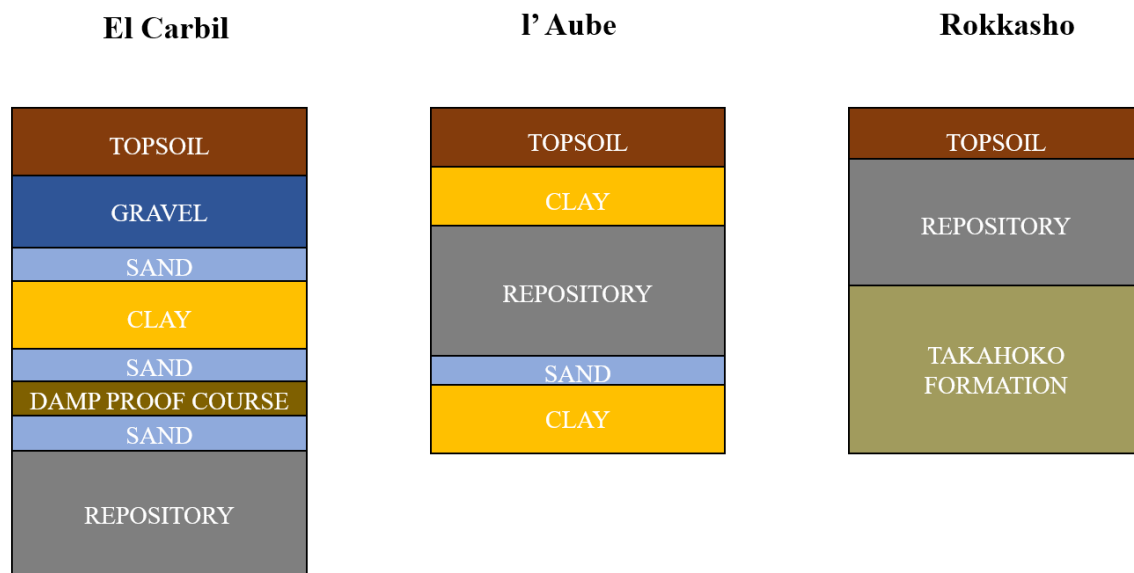 El Carbil
TOPSOIL
GRAVEL
SAND
CLAY
SAND
DAMP PROOF COURSE
SAND
REPOSITORY
l' Aube
TOPSOIL
CLAY
REPOSITORY
SAND
CLAY
Rokkasho
TOPSOIL
REPOSITORY
TAKAHOKO
FORMATION